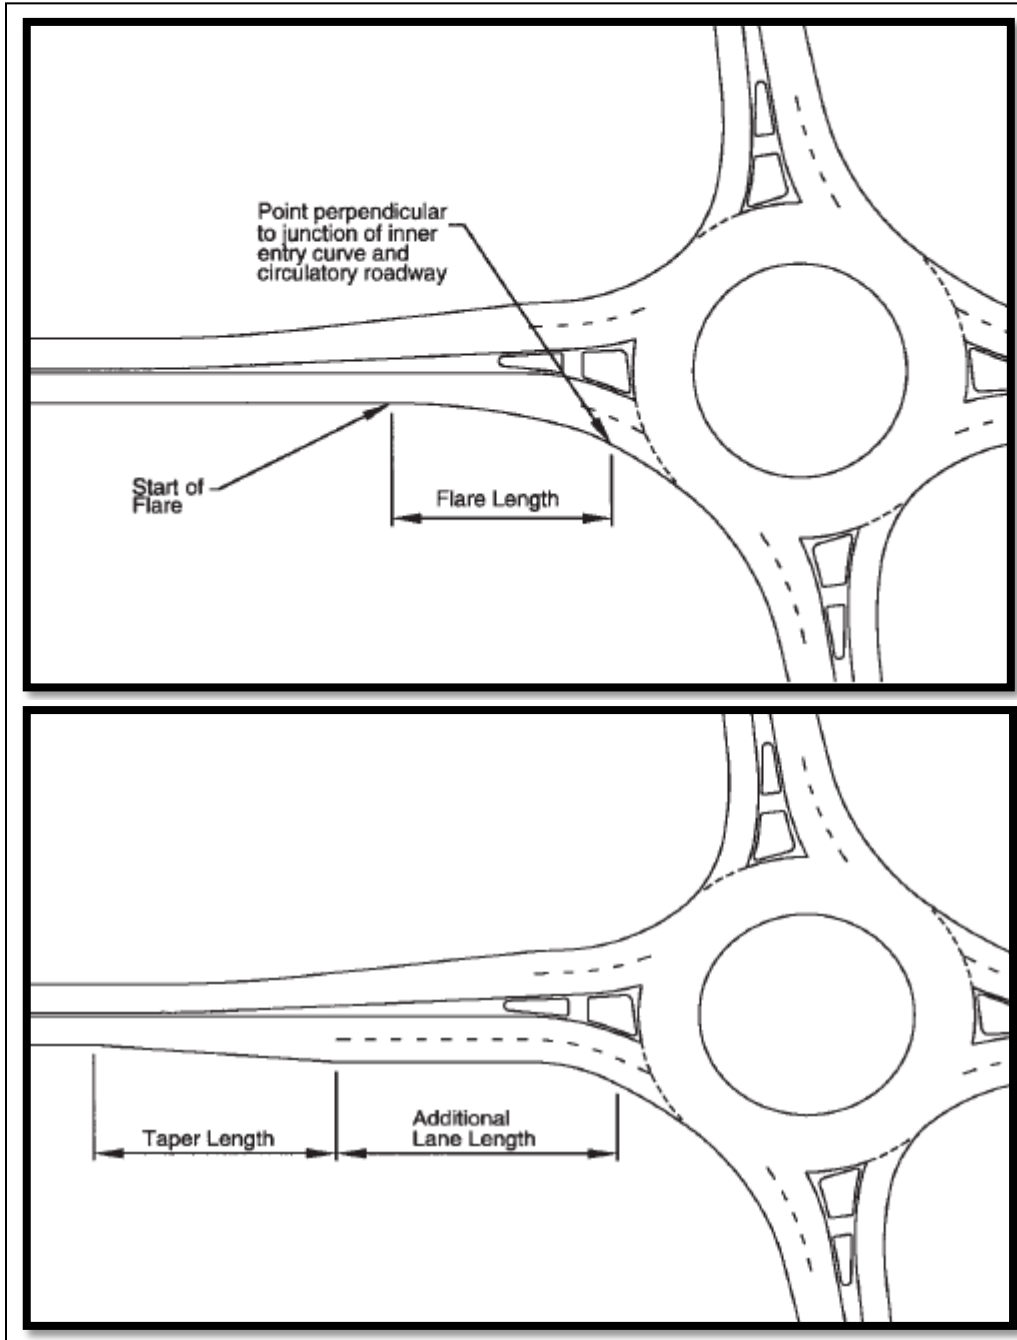 Point perpendicular
to junction of inner
entry curve and
circulatory roadway
Start of
Flare
Flare Length
Taper Length
Additional
Lane Length